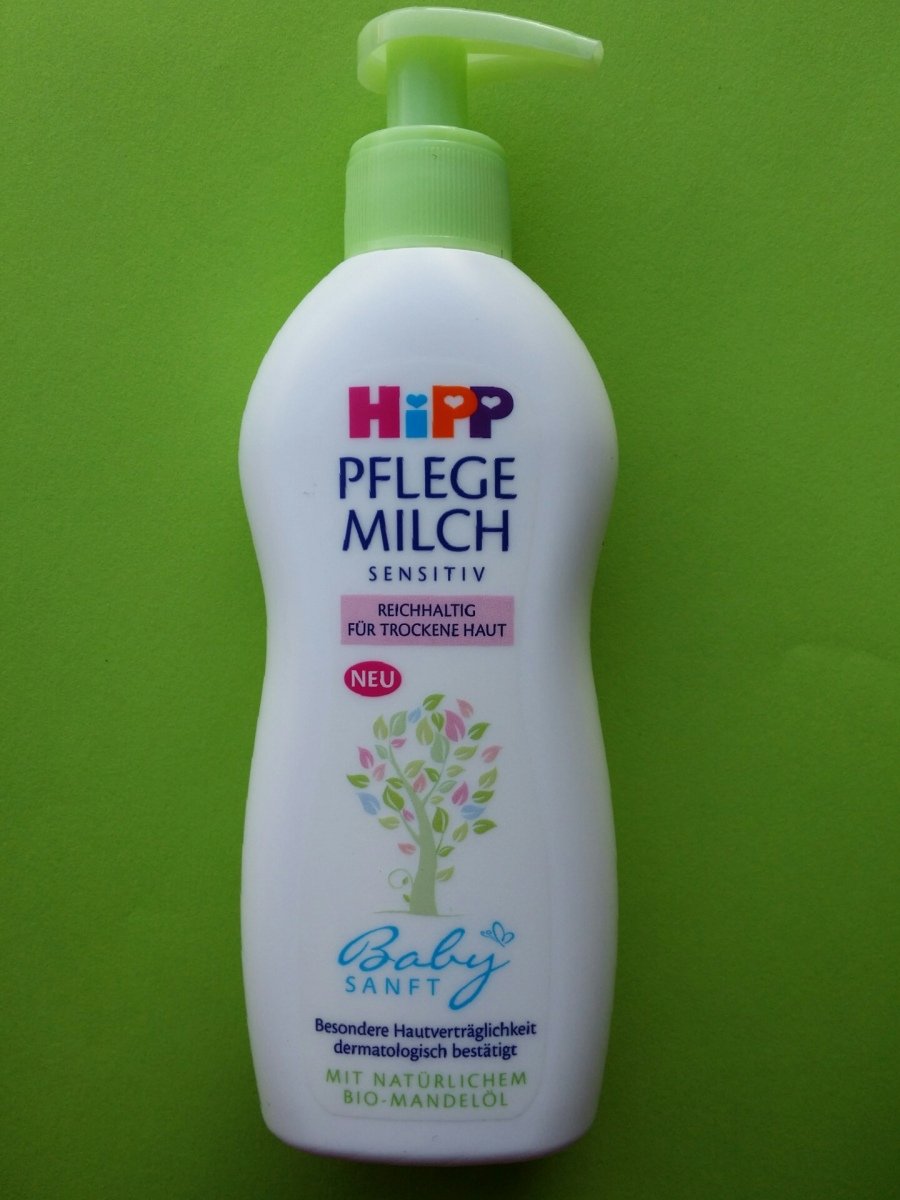 HiPP
PFLEGE
MILCH
SENSITIV
REICHHALTIG
FÜR TROCKENE HAUT
NEU
Baby
SANFT
Besondere Hautverträglichkeit
dermatologisch bestätigt
MIT NATÜRLICHEM
BIO-MANDELÖL